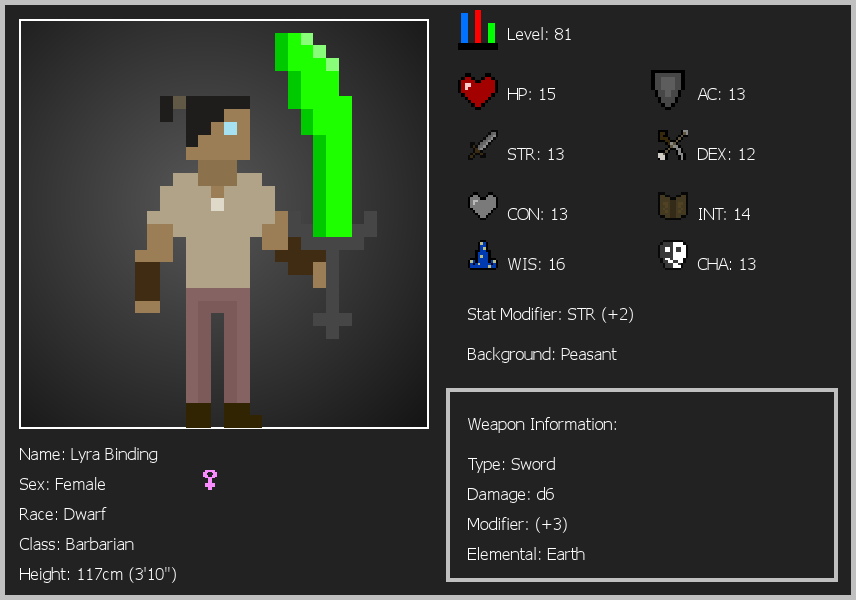 Level: 81
HP: 15
AC: 13
STR: 13
DEX: 12
CON: 13
INT: 14
WIS: 16
CHA: 13
Stat Modifier: STR (+2)
Background: Peasant
Weapon Information:
Type: Sword
Damage: d6
Modifier: (+3)
Elemental: Earth
Name: Lyra Binding
Sex: Female
Race: Dwarf
Class: Barbarian
Height: 117cm (3'10")